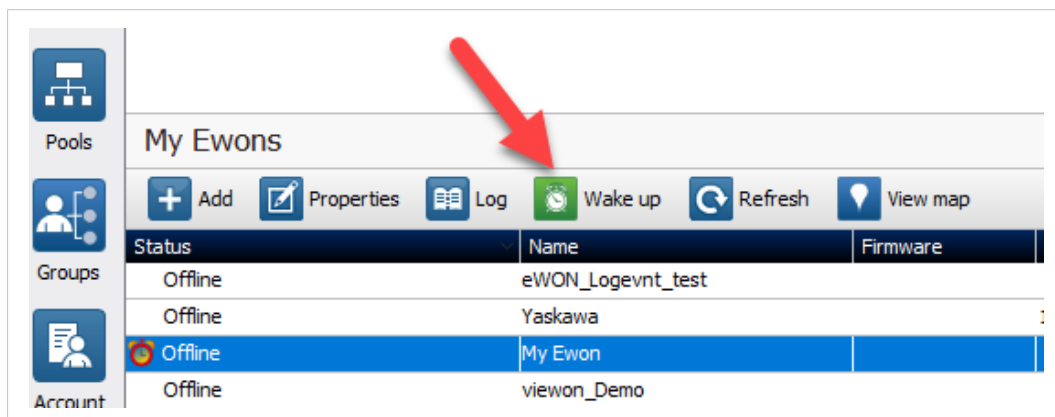 Pools
My Ewons
Add Properties Log Wake up Refresh View map
Status Name Firmware
Groups
Offline eWON_Logevnt_test
Offline Yaskawa
Offline My Ewon
Offline viewon_Demo
Account